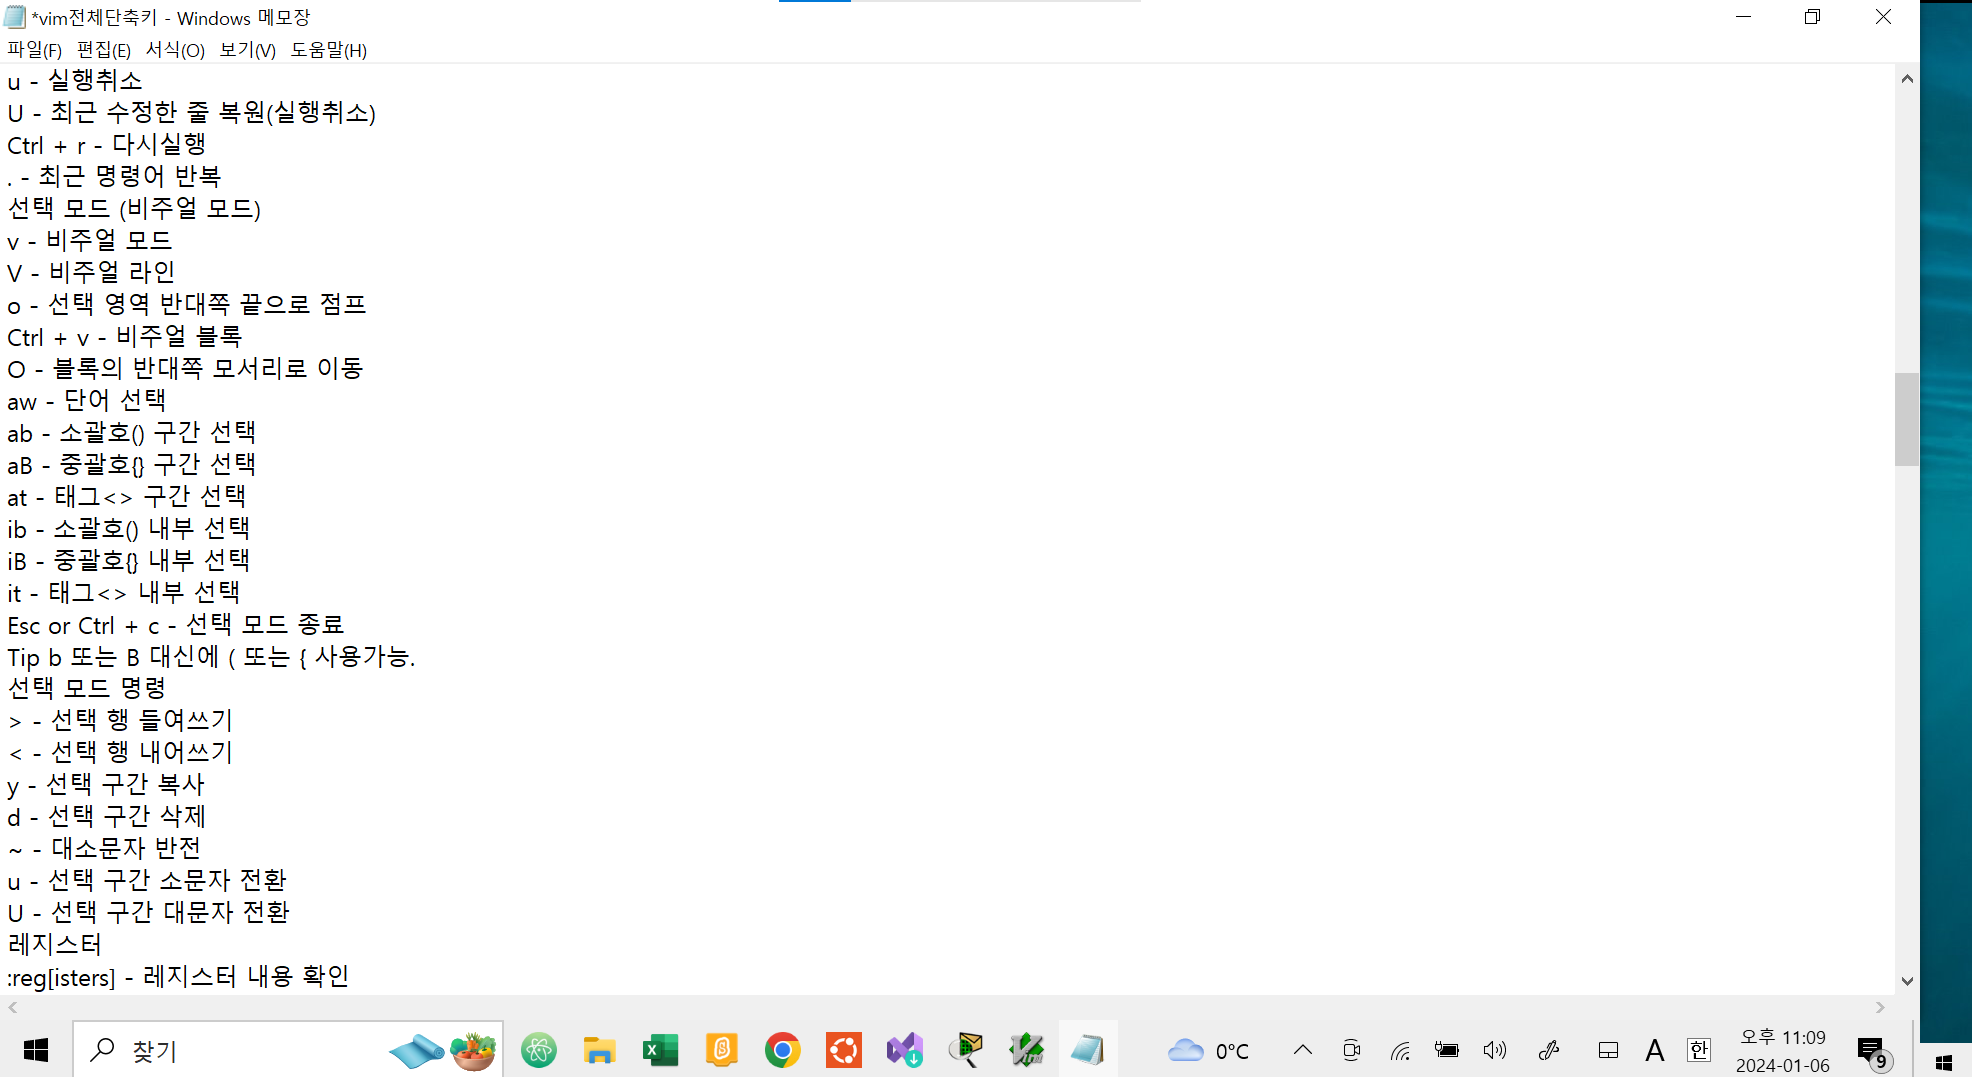 *vim전체단축키 - Windows 메모장
파일(F) 편집(E) 서식(O) 보기(V) 도움말(H)
u - 실행취소
U - 최근 수정한 줄 복원(실행취소)
Ctrl + r - 다시실행
. - 최근 명령어 반복
선택 모드 (비주얼 모드)
v - 비주얼 모드
V - 비주얼 라인
o - 선택 영역 반대쪽 끝으로 점프
Ctrl + v - 비주얼 블록
O - 블록의 반대쪽 모서리로 이동
aw - 단어 선택
ab - 소괄호() 구간 선택
aB - 중괄호{} 구간 선택
at - 태그<> 구간 선택
ib - 소괄호() 내부 선택
iB - 중괄호{} 내부 선택
it - 태그<> 내부 선택
Esc or Ctrl + c - 선택 모드 종료
Tip b 또는 B 대신에 ( 또는 { 사용가능.
선택 모드 명령
> - 선택 행 들여쓰기
< - 선택 행 내어쓰기
y - 선택 구간 복사
d - 선택 구간 삭제
~ - 대소문자 반전
u - 선택 구간 소문자 전환
U - 선택 구간 대문자 전환
레지스터
:reg[isters] - 레지스터 내용 확인
찾기
0°C
A
한
오후 11:09
2024-01-06
9